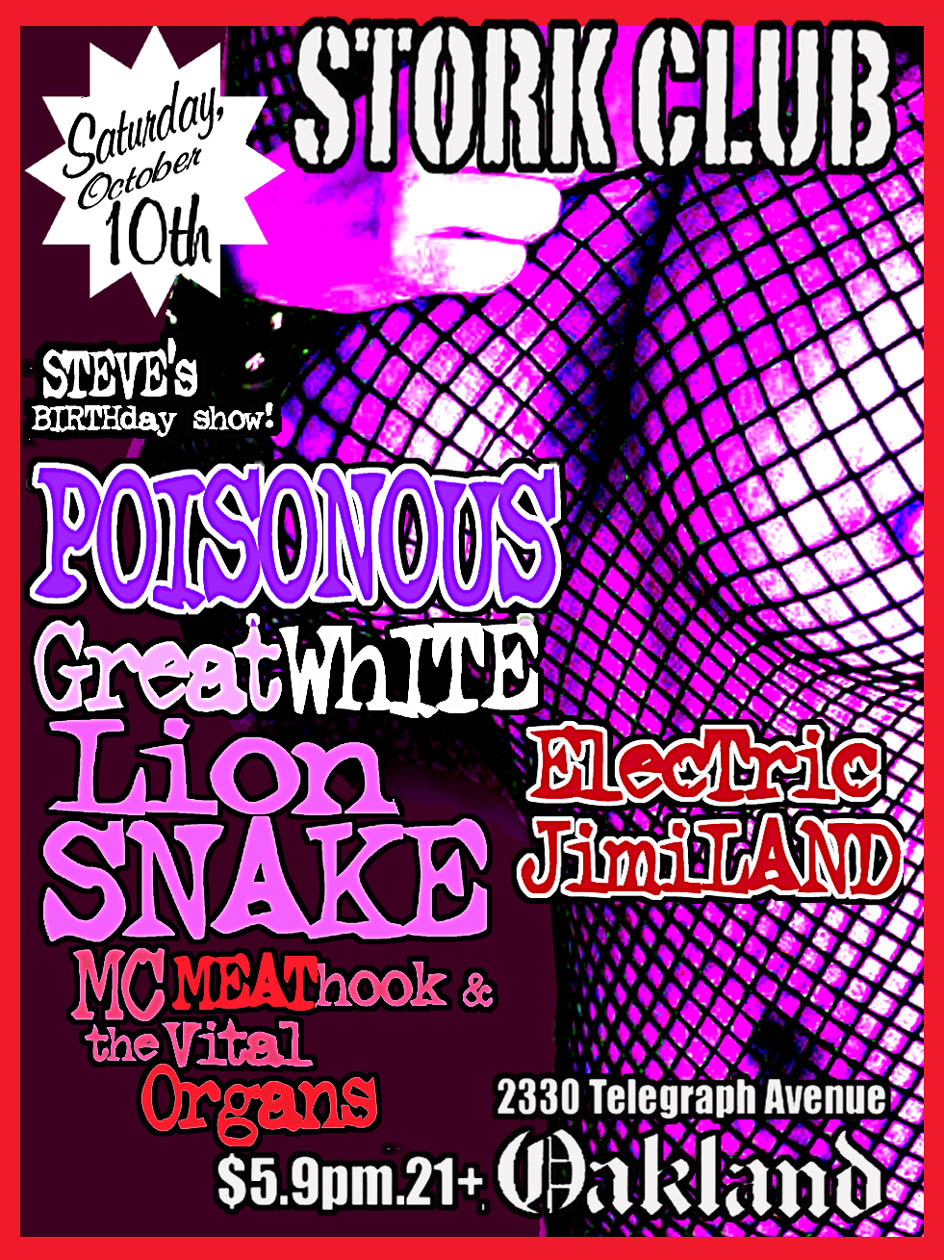 STORK CLUB
Saturday,
October
10th
STEVE's
BIRTHday show!
POISONOUS
GreatWhITE
Lion
SNAKE
ElecTric
JimiLAND
MC MEAThook &
the Vital
Organs
2330 Telegraph Avenue
$5.9pm.21+ Oakland